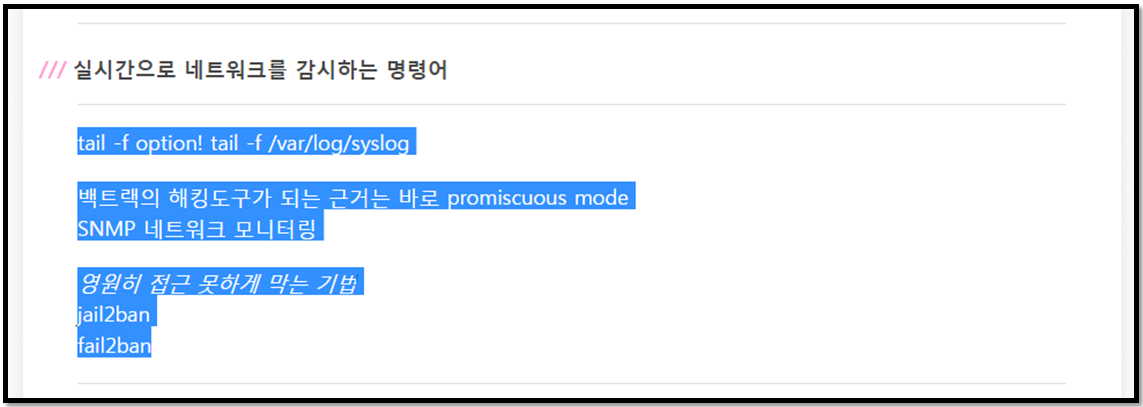 /// 실시간으로 네트워크를 감시하는 명령어
tail -f option! tail -f /var/log/syslog
백트랙의 해킹도구가 되는 근거는 바로 promiscuous mode
SNMP 네트워크 모니터링
영원히 접근 못하게 막는 기법
jail2ban
fail2ban